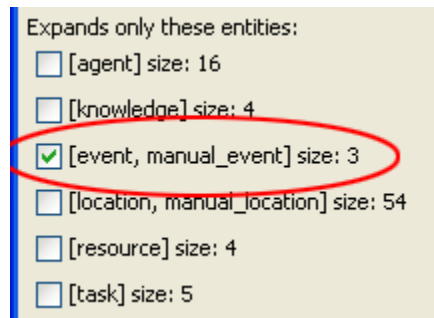 Expands only these entities:
[agent] size: 16
[knowledge] size: 4
[event, manual_event] size: 3
[location, manual_location] size: 54
[resource] size: 4
[task] size: 5